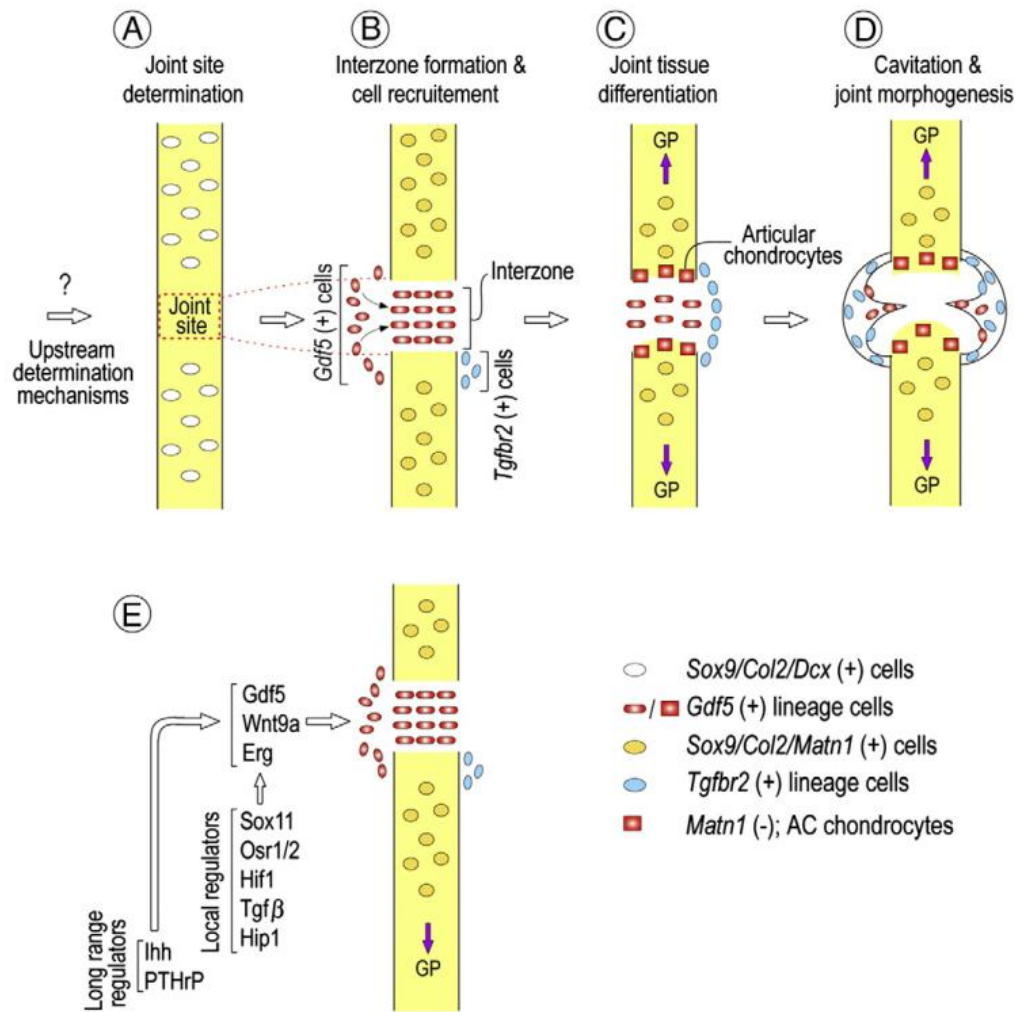 A
Joint site
determination
?
Upstream
determination
mechanisms
Joint
site
B
Interzone formation &
cell recruitement
Gdf5 (+) cells
Interzone
Tgfbr2 (+) cells
C
Joint tissue
differentiation
GP
Articular
chondrocytes
GP
D
Cavitation &
joint morphogenesis
GP
GP
E
Gdf5
Wnt9a
Erg
Local regulators
Sox11
Osr1/2
Hif1
Tgfβ
Hip1
Long range
regulators
Ihh
PTHrP
GP
Sox9/Col2/Dcx (+) cells
/ Gdf5 (+) lineage cells
Sox9/Col2/Matn1 (+) cells
Tgfbr2 (+) lineage cells
Matn1 (-); AC chondrocytes